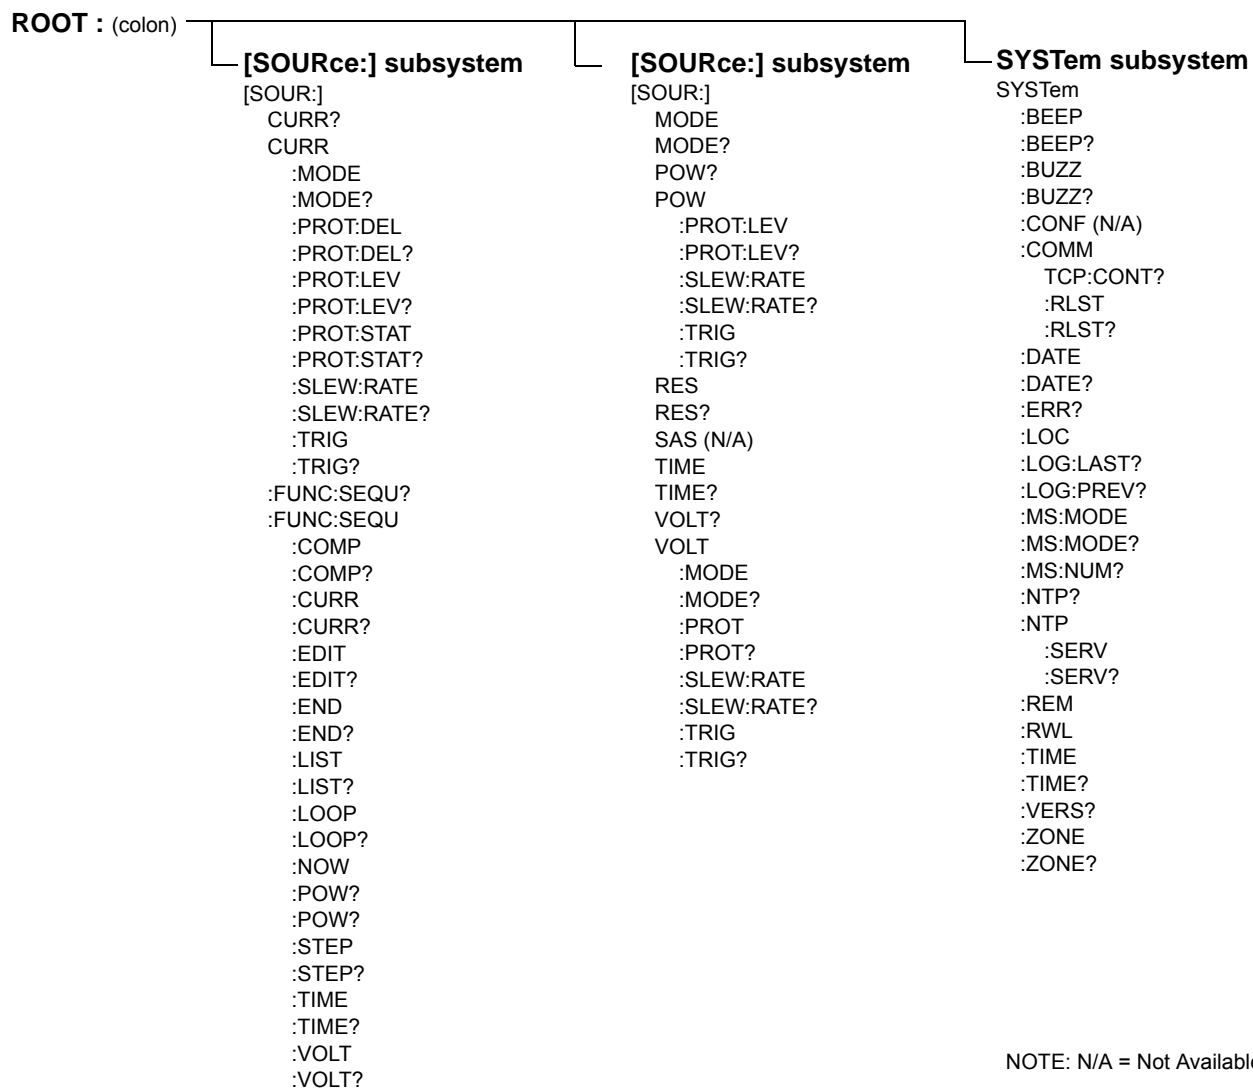 ROOT : (colon)
[SOURce:] subsystem
[SOUR:]
CURR?
CURR
:MODE
:MODE?
:PROT:DEL
:PROT:DEL?
:PROT:LEV
:PROT:LEV?
:PROT:STAT
:PROT:STAT?
:SLEW:RATE
:SLEW:RATE?
:TRIG
:TRIG?
:FUNC:SEQU?
:FUNC:SEQU
:COMP
:COMP?
:CURR
:CURR?
:EDIT
:EDIT?
:END
:END?
:LIST
:LIST?
:LOOP
:LOOP?
:NOW
:POW?
:POW?
:STEP
:STEP?
:TIME
:TIME?
:VOLT
:VOLT?
[SOURce:] subsystem
[SOUR:]
MODE
MODE?
POW?
POW
:PROT:LEV
:PROT:LEV?
:SLEW:RATE
:SLEW:RATE?
:TRIG
:TRIG?
RES
RES?
SAS (N/A)
TIME
TIME?
VOLT?
VOLT
:MODE
:MODE?
:PROT
:PROT?
:SLEW:RATE
:SLEW:RATE?
:TRIG
:TRIG?
SYSTem subsystem
SYSTem
:BEEP
:BEEP?
:BUZZ
:BUZZ?
:CONF (N/A)
:COMM
TCP:CONT?
:RLST
:RLST?
:DATE
:DATE?
:ERR?
:LOC
:LOG:LAST?
:LOG:PREV?
:MS:MODE
:MS:MODE?
:MS:NUM?
:NTP?
:NTP
:SERV
:SERV?
:REM
:RWL
:TIME
:TIME?
:VERS?
:ZONE
:ZONE?
NOTE: N/A = Not Available